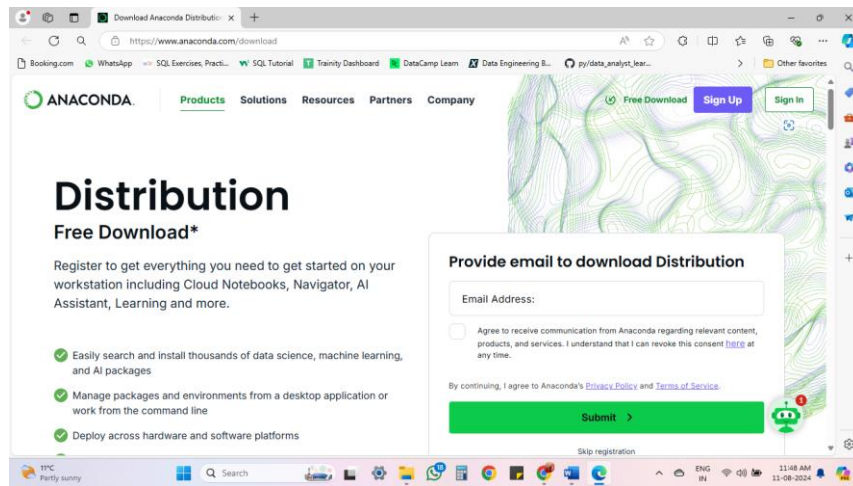 Download Anaconda Distributio
https://www.anaconda.com/download
Booking.com WhatsApp SQL Exercises, Practi... SQL Tutorial Trainity Dashboard DataCamp Learn Data Engineering B... py/data_analyst_lear... Other favorites
ANACONDA. Products Solutions Resources Partners Company Free Download Sign Up Sign In
Distribution
Free Download*
Register to get everything you need to get started on your
workstation including Cloud Notebooks, Navigator, AI
Assistant, Learning and more.
Easily search and install thousands of data science, machine learning,
and AI packages
Manage packages and environments from a desktop application or
work from the command line
Deploy across hardware and software platforms
Provide email to download Distribution
Email Address:
Agree to receive communication from Anaconda regarding relevant content,
products, and services. I understand that I can revoke this consent here at
any time.
By continuing, I agree to Anaconda's Privacy Policy and Terms of Service.
Submit >
1
Skip registration
11°C
Partly sunny
Search
ENG
IN
11:48 AM
11-08-2024